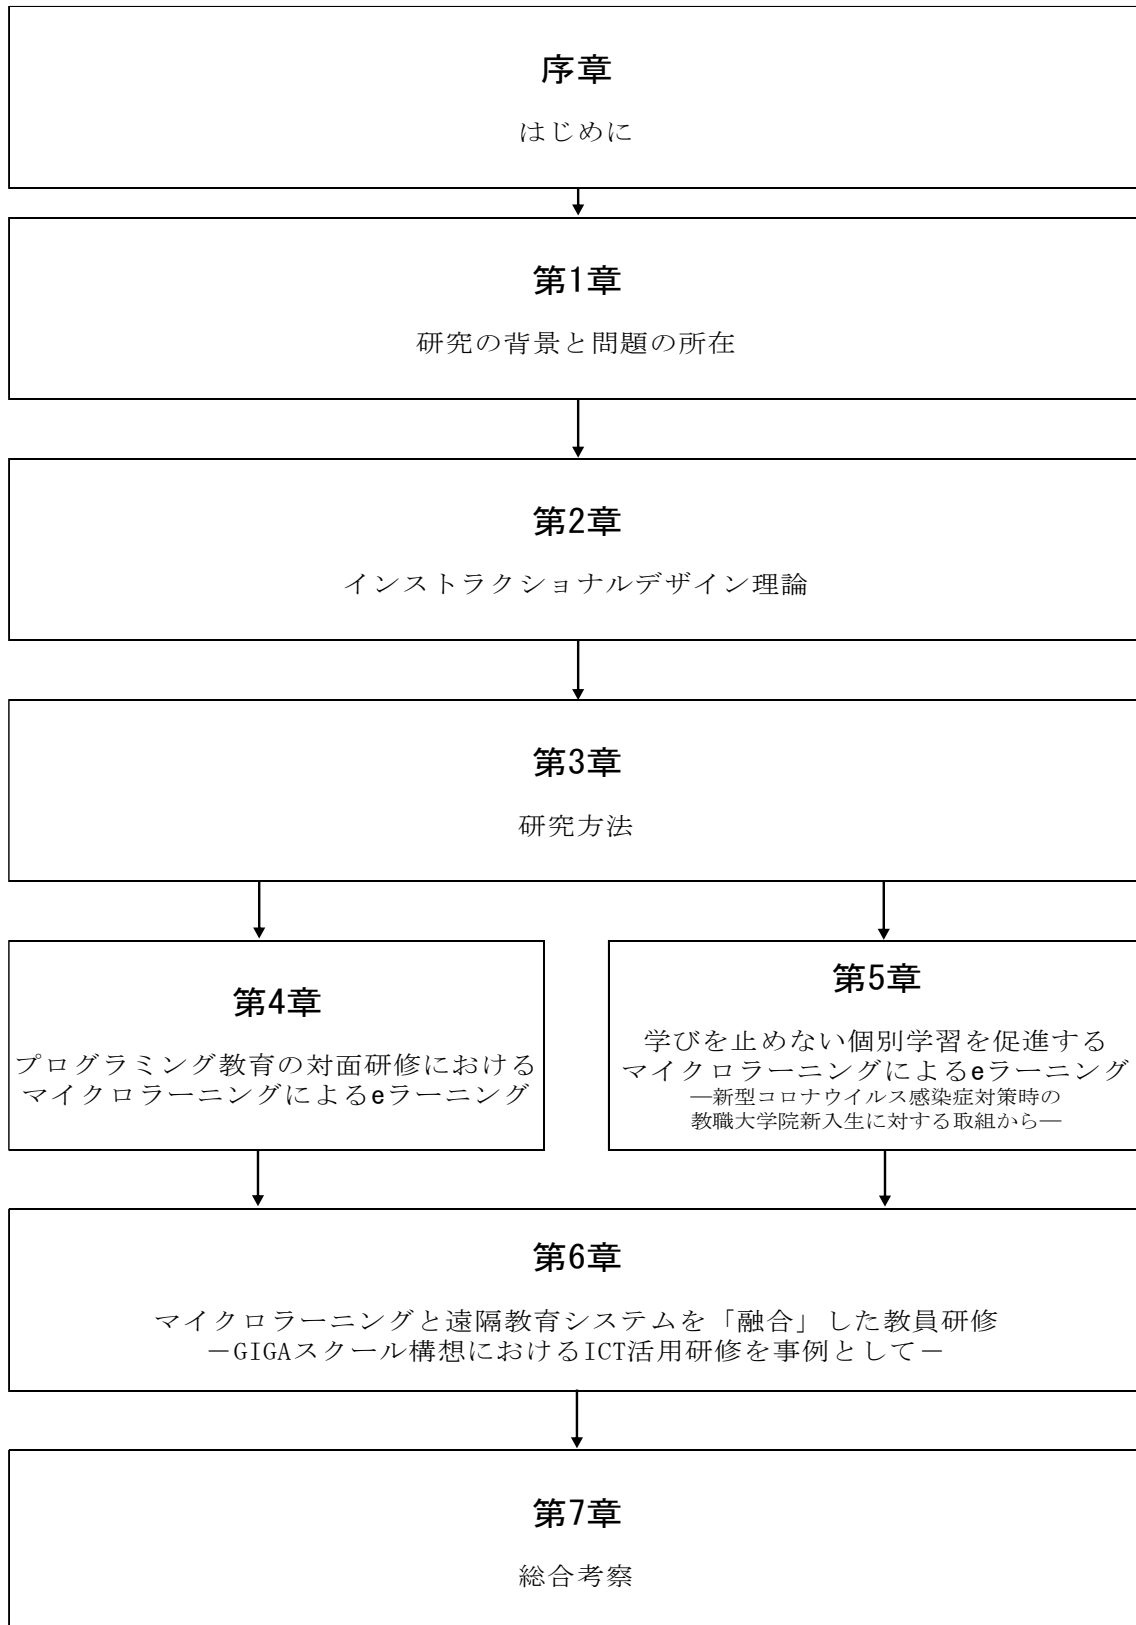 序章
はじめに
第1章
研究の背景と問題の所在
第2章
インストラクショナルデザイン理論
第3章
研究方法
第4章
プログラミング教育の対面研修における
マイクロラーニングによるeラーニング
第5章
学びを止めない個別学習を促進する
マイクロラーニングによるeラーニング
―新型コロナウイルス感染症対策時の
教職大学院新入生に対する取組から―
第6章
マイクロラーニングと遠隔教育システムを「融合」した教員研修
－GIGAスクール構想におけるICT活用研修を事例として－
第7章
総合考察